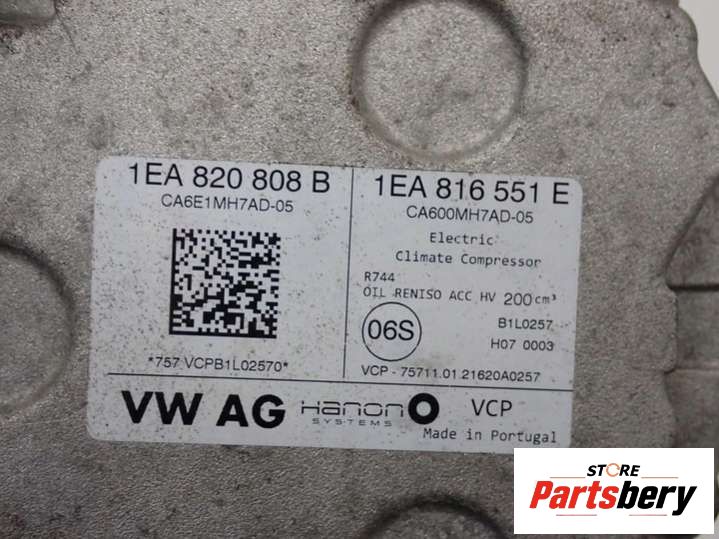 1EA 820 808 B
CA6E1MH7AD-05
*757 VCPB1L02570*
1EA 816 551 E
CA600MH7AD-05
Electric
Climate Compressor
R744
OIL RENISO ACC HV 200 cm³
06S
B1L0257
H07 0003
VCP - 75711.01.21620A0257
VW AG
Hanon
SYSTEMS
VCP
Made in Portugal
STORE
Partsbery